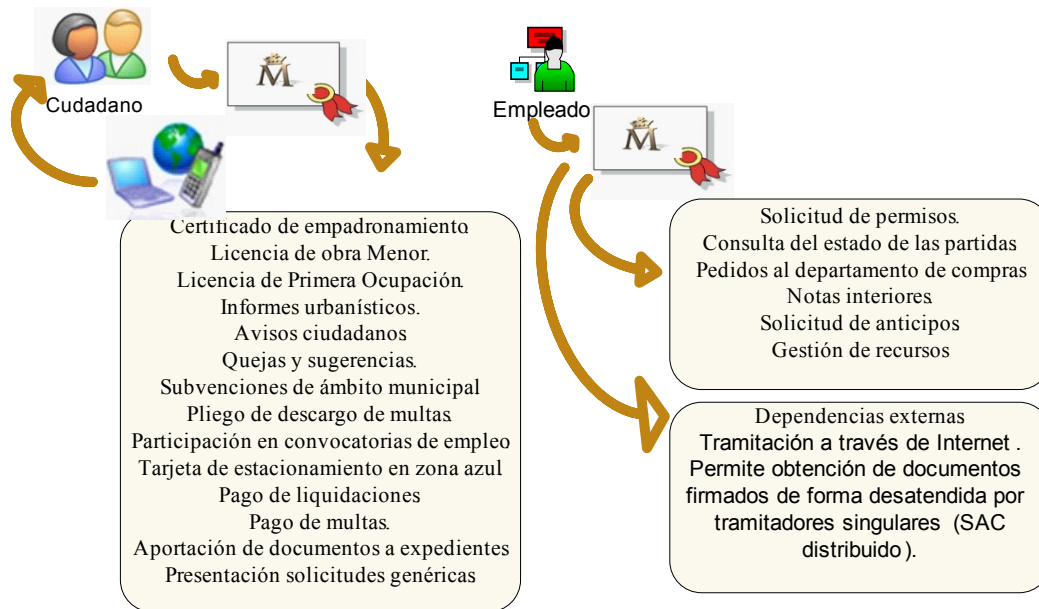 Cudadano
M
Certificado de empadronamiento.
Licencia de obra Menor.
Licencia de Primera Ocupación.
Informes urbanísticos.
Avisos ciudadanos
Quejas y sugerencias.
Subvenciones de ámbito municipal
Pliego de descargo de multas.
Participación en convocatorias de empleo
Tarjeta de estacionamiento en zona azul
Pago de liquidaciones
Pago de multas.
Aportación de documentos a expedientes
Presentación solicitudes genéricas
Empleado
M
Solicitud de permisos.
Consulta del estado de las partidas
Pedidos al departamento de compras
Notas interiores.
Solicitud de anticipos
Gestión de recursos
Dependencias externas
Tramitación a través de Internet .
Permite obtención de documentos
firmados de forma desatendida por
tramitadores singulares (SAC
distribuido ).